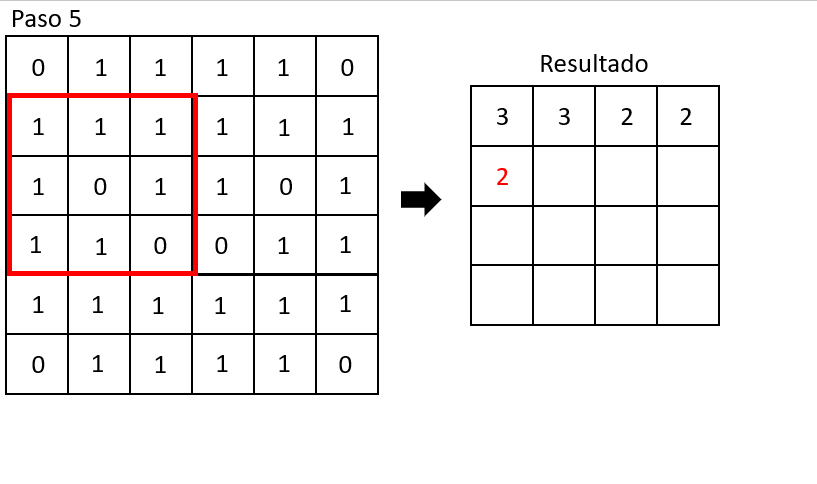 Paso 5
0 1 1 1 1 0
1 1 1 1 1 1
1 0 1 1 0 1
1 1 0 0 1 1
1 1 1 1 1 1
0 1 1 1 1 0
Resultado
3 3 2 2
2